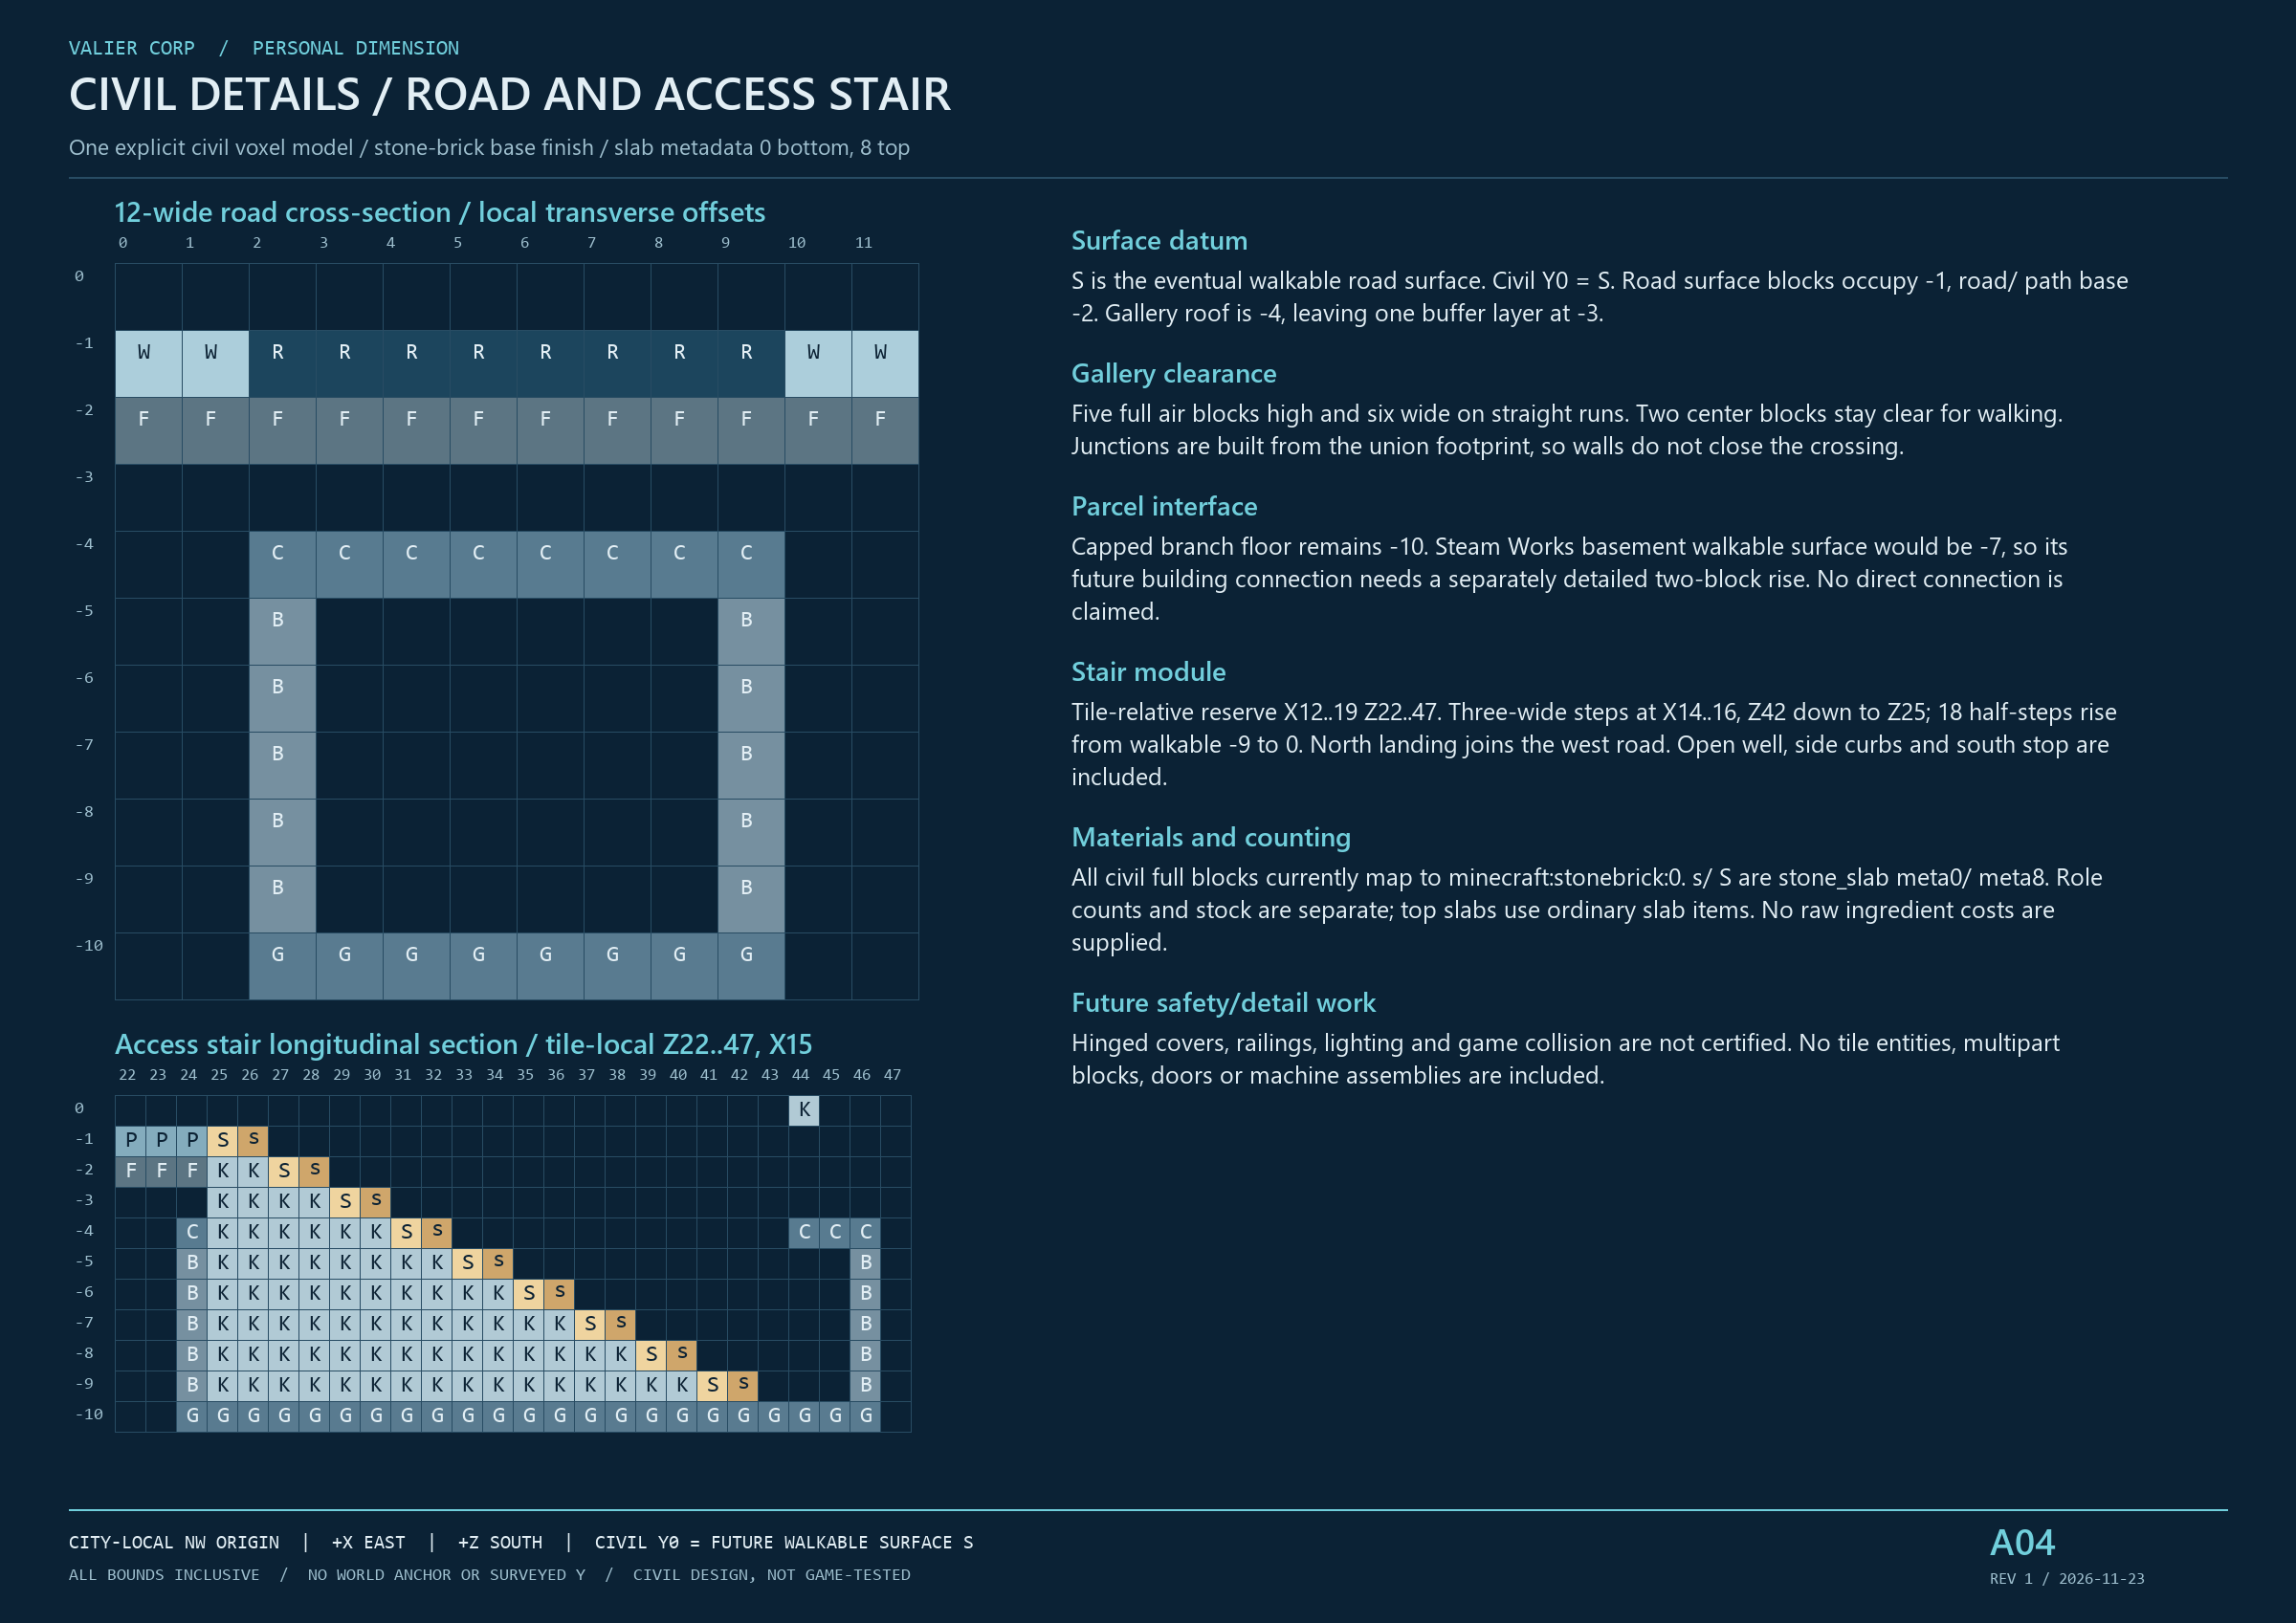 VALIER CORP / PERSONAL DIMENSION
CIVIL DETAILS / ROAD AND ACCESS STAIR
One explicit civil voxel model / stone-brick base finish / slab metadata 0 bottom, 8 top
12-wide road cross-section / local transverse offsets
0 1 2 3 4 5 6 7 8 9 10 11
0
-1 W W R R R R R R R R W W
-2 F F F F F F F F F F F F
-3
-4 C C C C C C C C
-5 B B
-6 B B
-7 B B
-8 B B
-9 B B
-10 G G G G G G G G
Access stair longitudinal section / tile-local Z22..47, X15
22 23 24 25 26 27 28 29 30 31 32 33 34 35 36 37 38 39 40 41 42 43 44 45 46 47
0 K
-1 P P P S s
-2 F F F K K S s
-3 K K K K S s
-4 C K K K K K K S s C C C
-5 B K K K K K K K K S s B
-6 B K K K K K K K K K K S s B
-7 B K K K K K K K K K K K K S s B
-8 B K K K K K K K K K K K K K K S s B
-9 B K K K K K K K K K K K K K K K K S s B
-10 G G G G G G G G G G G G G G G G G G G G G G G
Surface datum
S is the eventual walkable road surface. Civil Y0 = S. Road surface blocks occupy -1, road/ path base
-2. Gallery roof is -4, leaving one buffer layer at -3.
Gallery clearance
Five full air blocks high and six wide on straight runs. Two center blocks stay clear for walking.
Junctions are built from the union footprint, so walls do not close the crossing.
Parcel interface
Capped branch floor remains -10. Steam Works basement walkable surface would be -7, so its
future building connection needs a separately detailed two-block rise. No direct connection is
claimed.
Stair module
Tile-relative reserve X12..19 Z22..47. Three-wide steps at X14..16, Z42 down to Z25; 18 half-steps rise
from walkable -9 to 0. North landing joins the west road. Open well, side curbs and south stop are
included.
Materials and counting
All civil full blocks currently map to minecraft:stonebrick:0. s/ S are stone_slab meta0/ meta8. Role
counts and stock are separate; top slabs use ordinary slab items. No raw ingredient costs are
supplied.
Future safety/detail work
Hinged covers, railings, lighting and game collision are not certified. No tile entities, multipart
blocks, doors or machine assemblies are included.
CITY-LOCAL NW ORIGIN | +X EAST | +Z SOUTH | CIVIL Y0 = FUTURE WALKABLE SURFACE S
ALL BOUNDS INCLUSIVE / NO WORLD ANCHOR OR SURVEYED Y / CIVIL DESIGN, NOT GAME-TESTED
A04
REV 1 / 2026-11-23